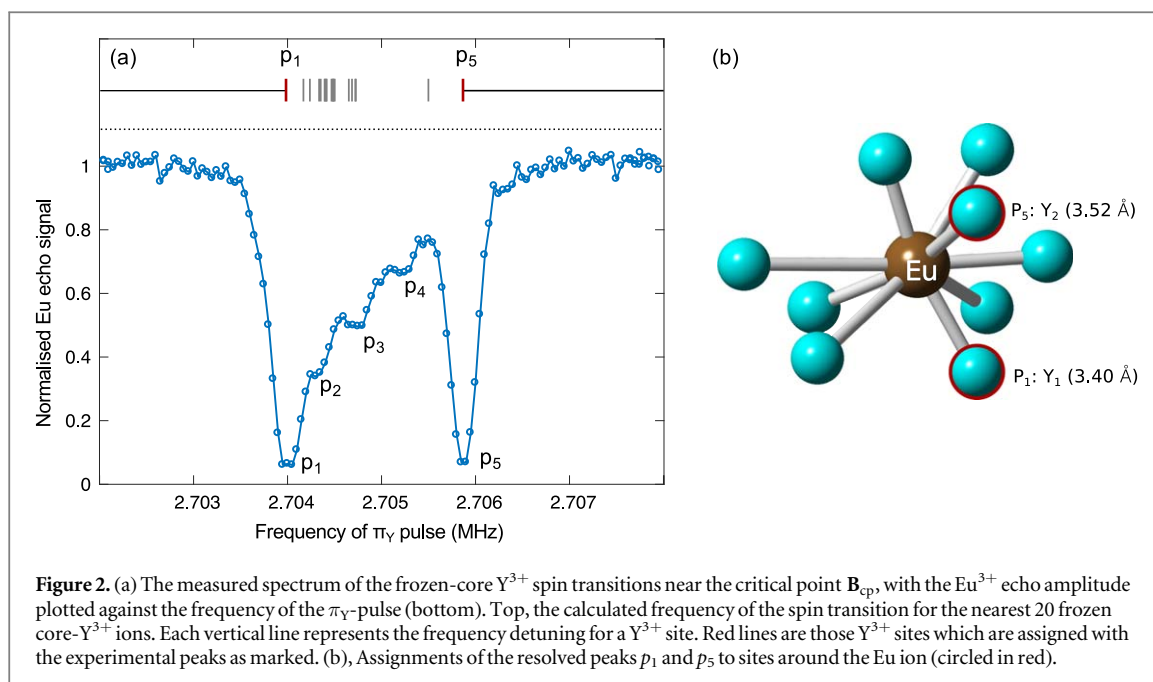 (a)
p₁
p₅
(b)
1
0.8
0.6
0.4
0.2
0
Normalised Eu echo signal
p₁
p₂
p₃
p₄
p₅
2.703
2.704
2.705
2.706
2.707
Frequency of π_Y pulse (MHz)
Eu
P₅: Y₂ (3.52 Å)
P₁: Y₁ (3.40 Å)
Figure 2. (a) The measured spectrum of the frozen-core Y³⁺ spin transitions near the critical point B_cp, with the Eu³⁺ echo amplitude
plotted against the frequency of the π_Y-pulse (bottom). Top, the calculated frequency of the spin transition for the nearest 20 frozen
core-Y³⁺ ions. Each vertical line represents the frequency detuning for a Y³⁺ site. Red lines are those Y³⁺ sites which are assigned with
the experimental peaks as marked. (b), Assignments of the resolved peaks p₁ and p₅ to sites around the Eu ion (circled in red).